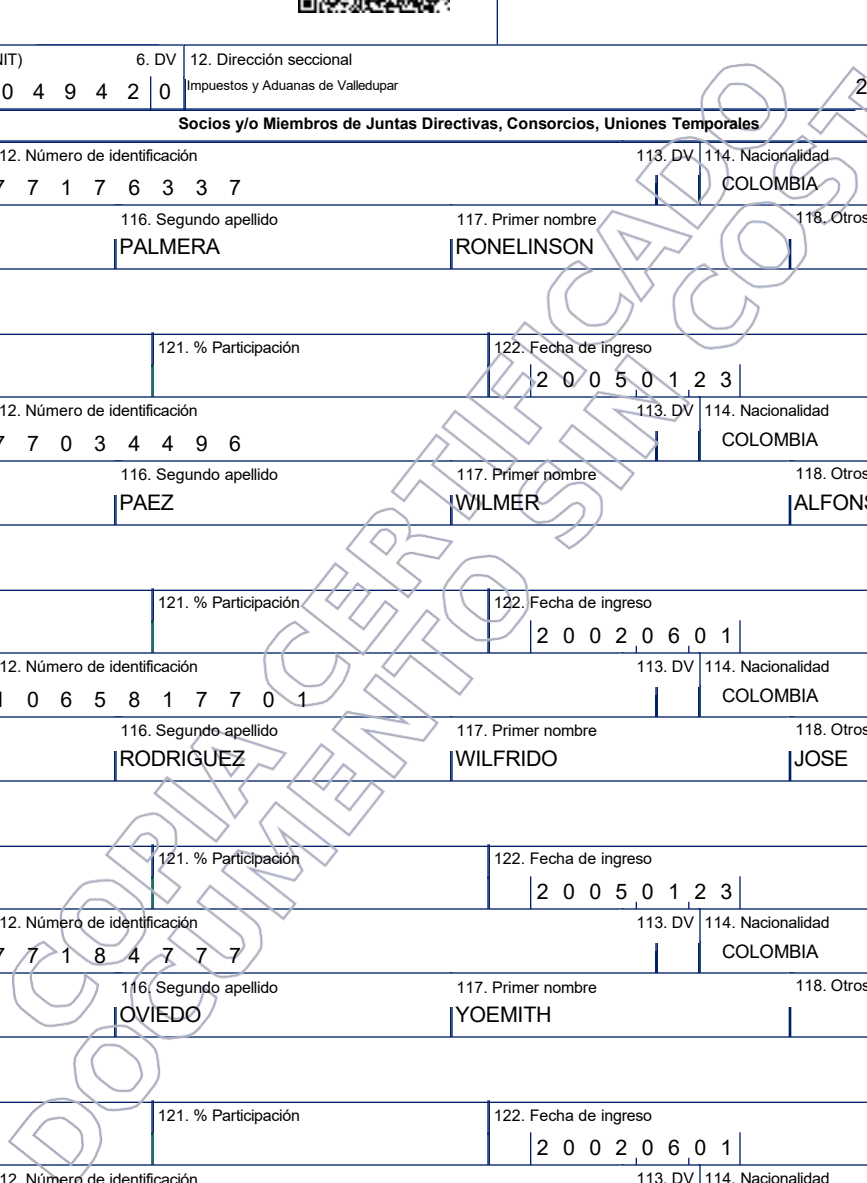 NIT) 6. DV 12. Dirección seccional
0 4 9 4 2 0 Impuestos y Aduanas de Valledupar 2
Socios y/o Miembros de Juntas Directivas, Consorcios, Uniones Temporales
12. Número de identificación 113. DV 114. Nacionalidad
7 7 1 7 6 3 3 7 COLOMBIA
116. Segundo apellido 117. Primer nombre 118. Otros
PALMERA RONELINSON
121. % Participación 122. Fecha de ingreso
2 0 0 5 0 1 2 3
12. Número de identificación 113. DV 114. Nacionalidad
7 7 0 3 4 4 9 6 COLOMBIA
116. Segundo apellido 117. Primer nombre 118. Otros
PAEZ WILMER ALFONS
121. % Participación 122. Fecha de ingreso
2 0 0 2 0 6 0 1
12. Número de identificación 113. DV 114. Nacionalidad
1 0 6 5 8 1 7 7 0 1 COLOMBIA
116. Segundo apellido 117. Primer nombre 118. Otros
RODRIGUEZ WILFRIDO JOSE
121. % Participación 122. Fecha de ingreso
2 0 0 5 0 1 2 3
12. Número de identificación 113. DV 114. Nacionalidad
7 7 1 8 4 7 7 7 COLOMBIA
116. Segundo apellido 117. Primer nombre 118. Otros
OVIEDO YOEMITH
121. % Participación 122. Fecha de ingreso
2 0 0 2 0 6 0 1
12. Número de identificación 113. DV 114. Nacionalidad
COPIA CERTIFICADO
DOCUMENTO SIN COST